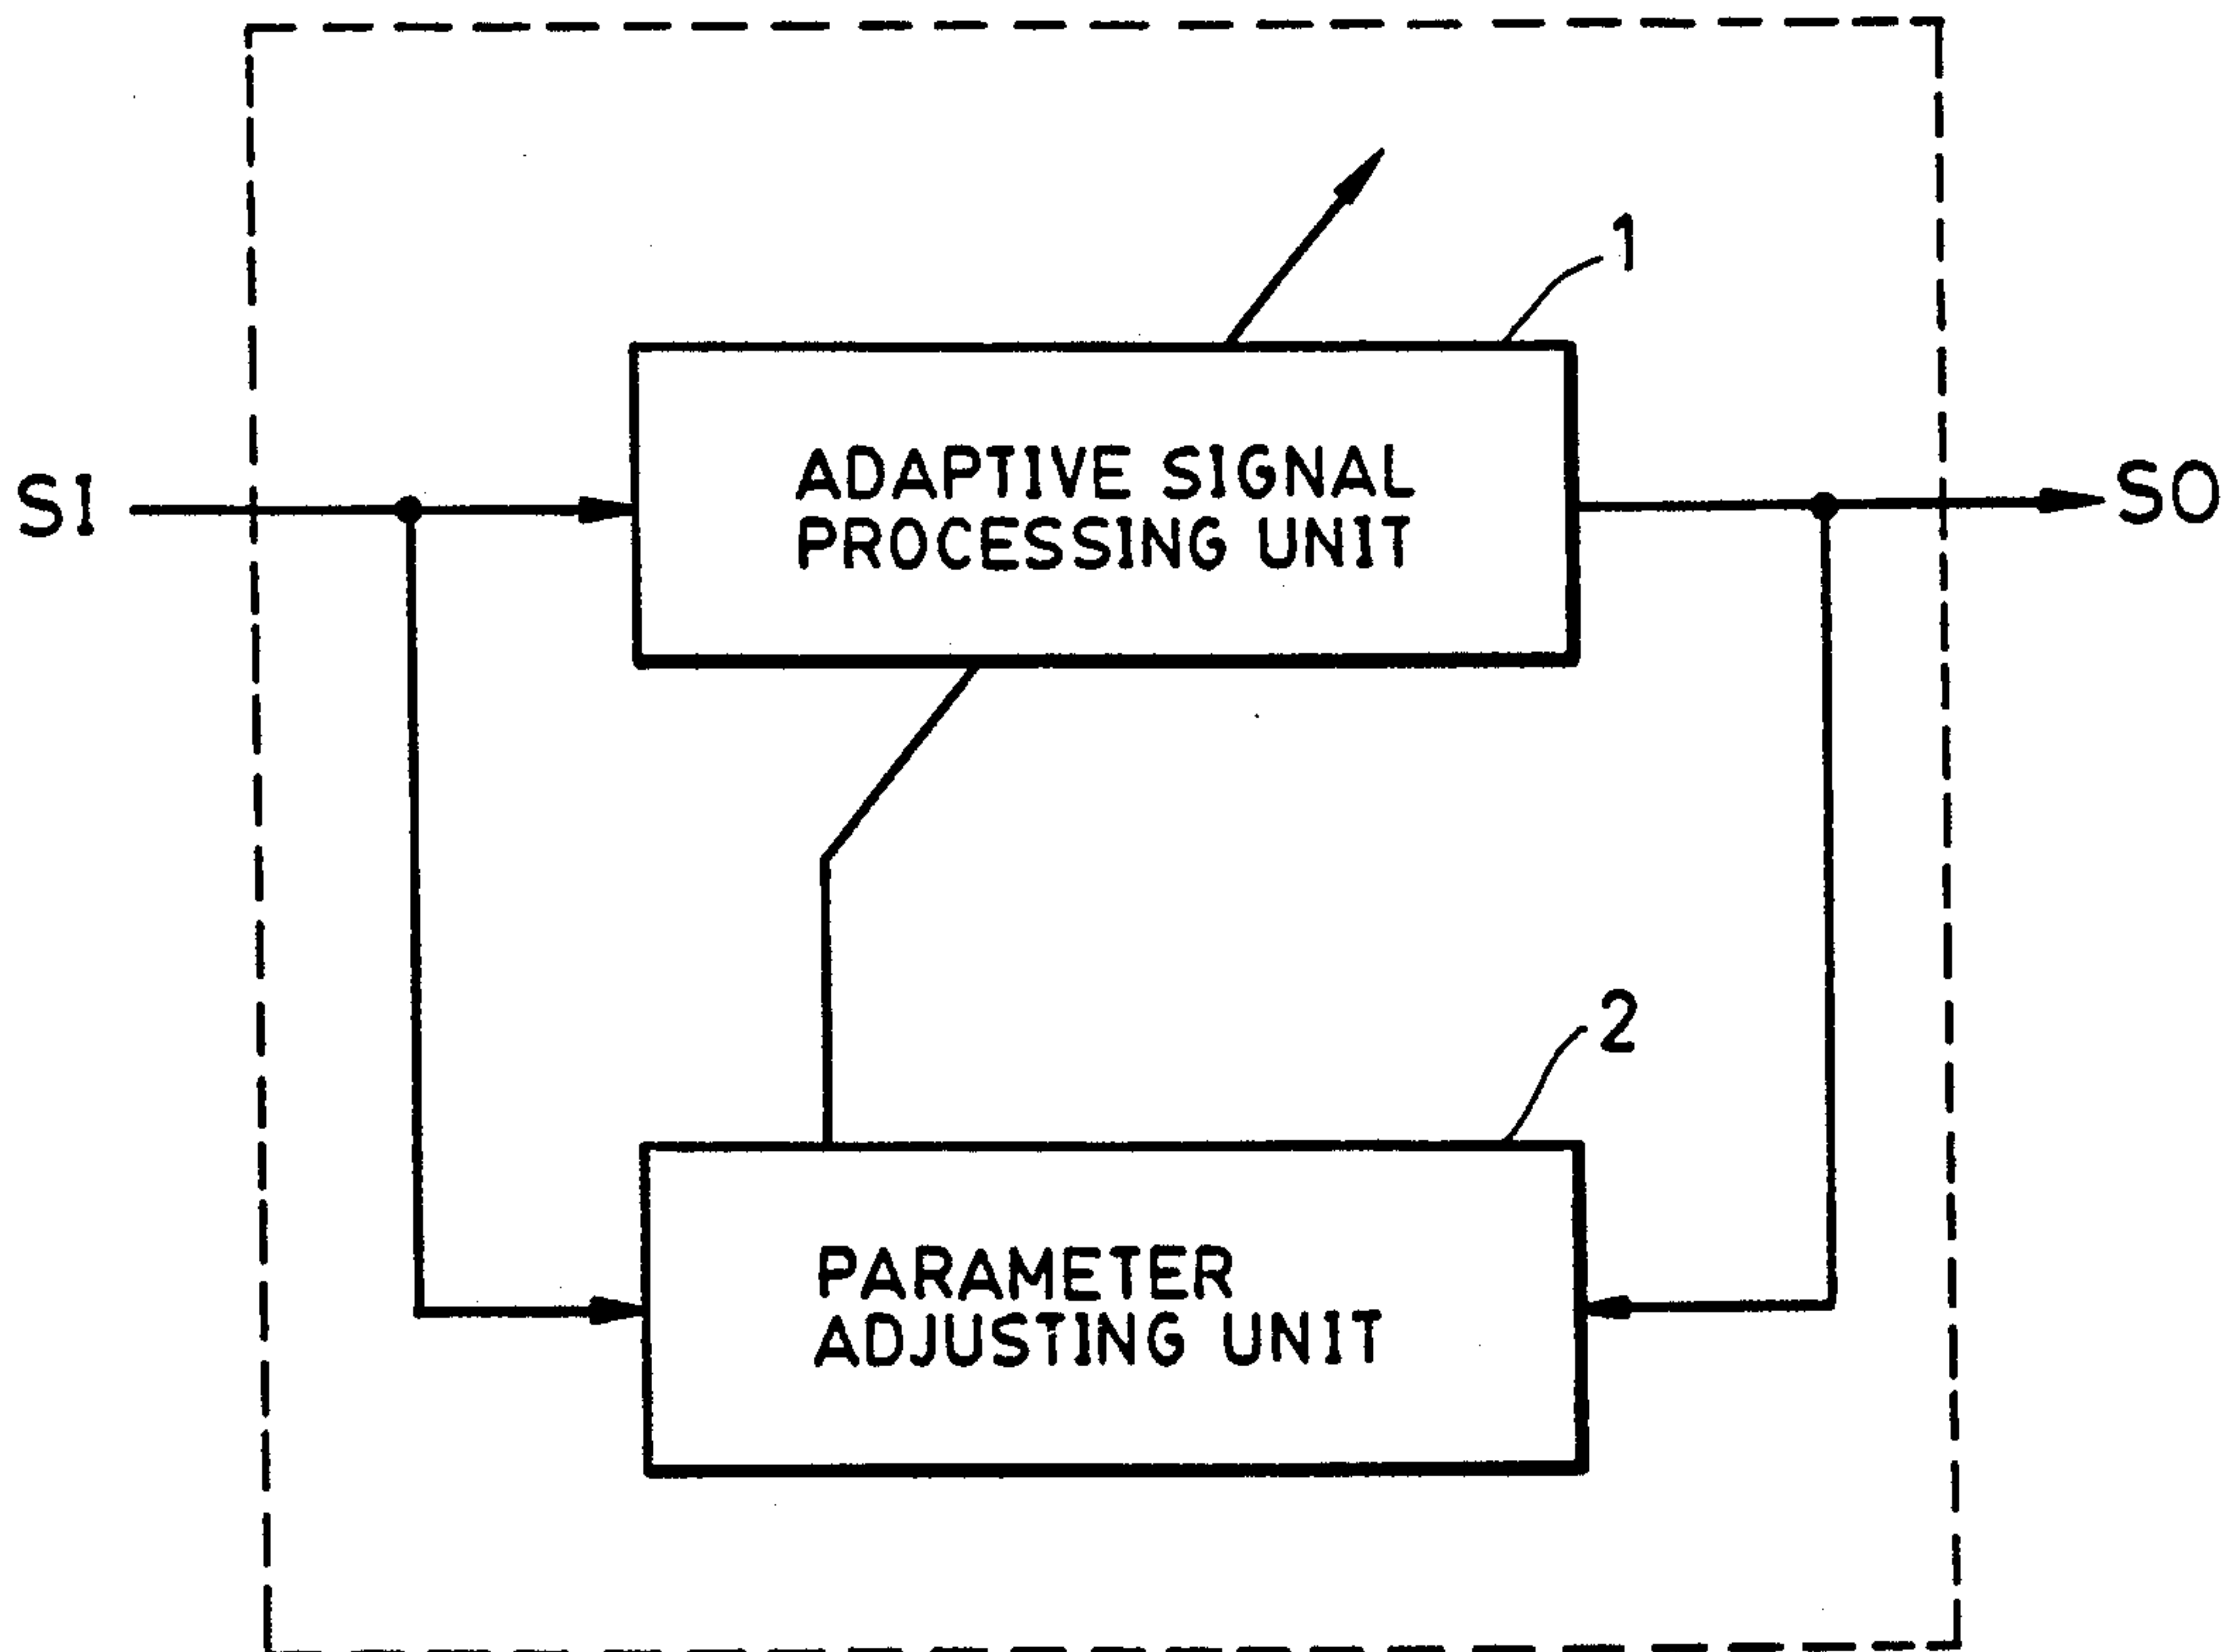 1
SI
ADAPTIVE SIGNAL
PROCESSING UNIT
SO
2
PARAMETER
ADJUSTING UNIT